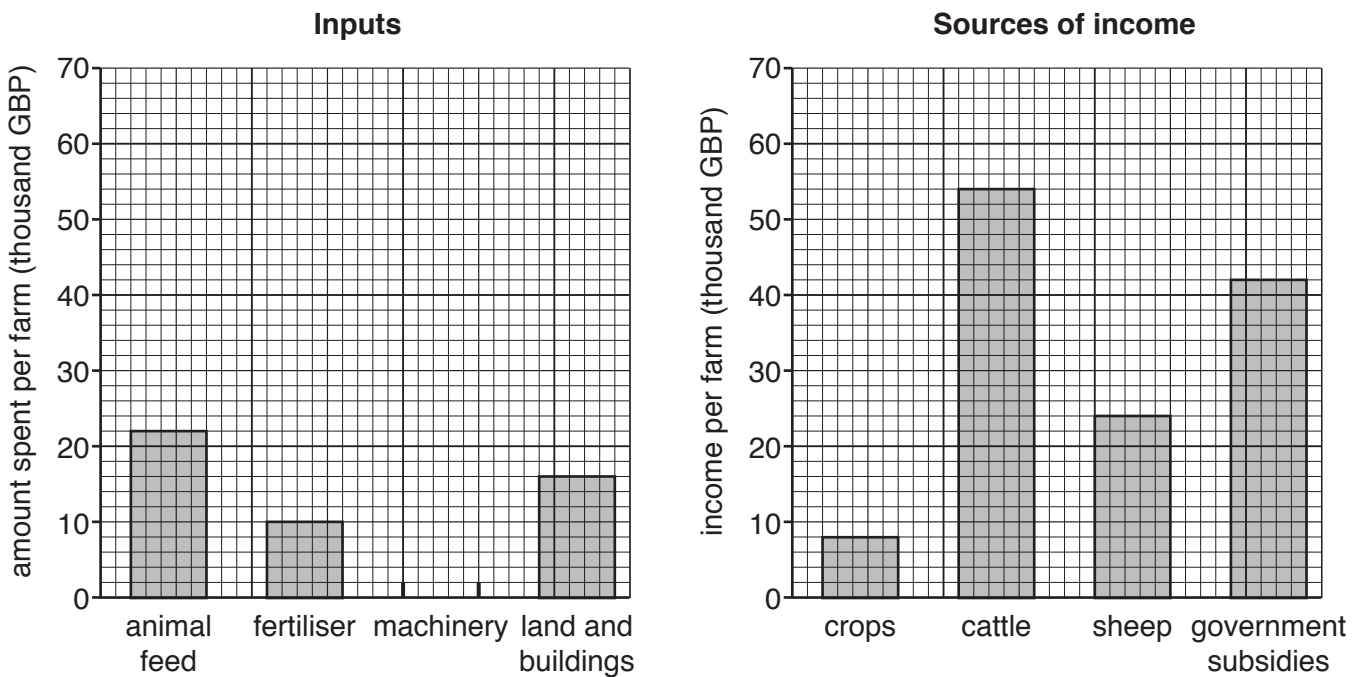 Inputs
amount spent per farm (thousand GBP)
70
60
50
40
30
20
10
0
animal
feed
fertiliser
machinery
land and
buildings
Sources of income
income per farm (thousand GBP)
70
60
50
40
30
20
10
0
crops
cattle
sheep
government
subsidies